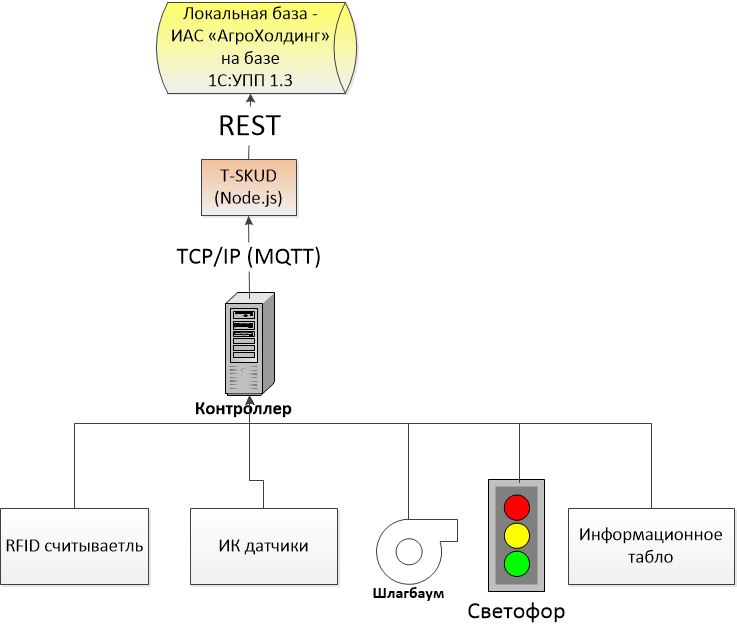 Локальная база -
ИАС «АгроХолдинг»
на базе
1С:УПП 1.3
REST
T-SKUD
(Node.js)
TCP/IP (MQTT)
Контроллер
RFID считываетль
ИК датчики
Шлагбаум
Светофор
Информационное
табло